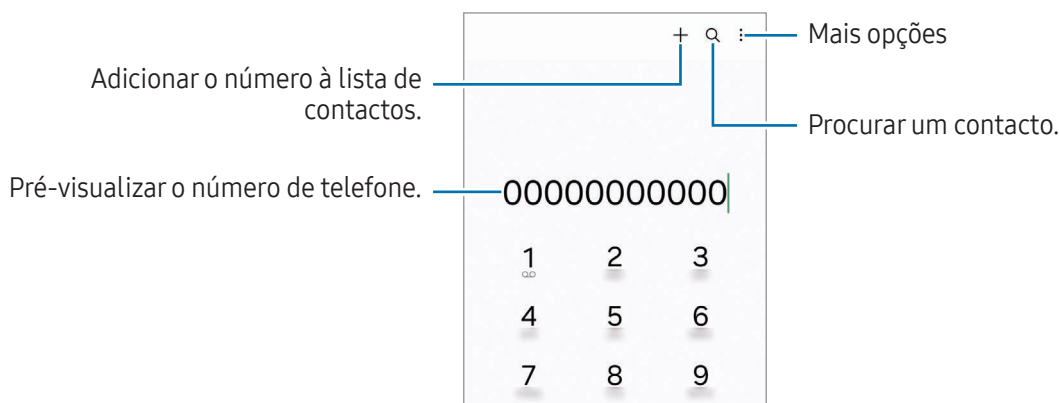 Mais opções
Adicionar o número à lista de
contactos.
Procurar um contacto.
Pré-visualizar o número de telefone.
00000000000
1 2 3
4 5 6
7 8 9